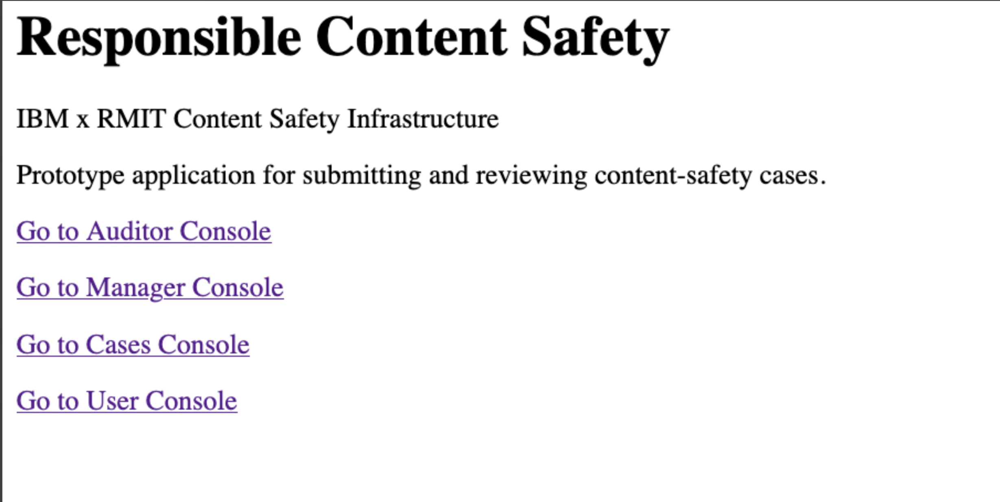 Responsible Content Safety
IBM x RMIT Content Safety Infrastructure
Prototype application for submitting and reviewing content-safety cases.
Go to Auditor Console
Go to Manager Console
Go to Cases Console
Go to User Console